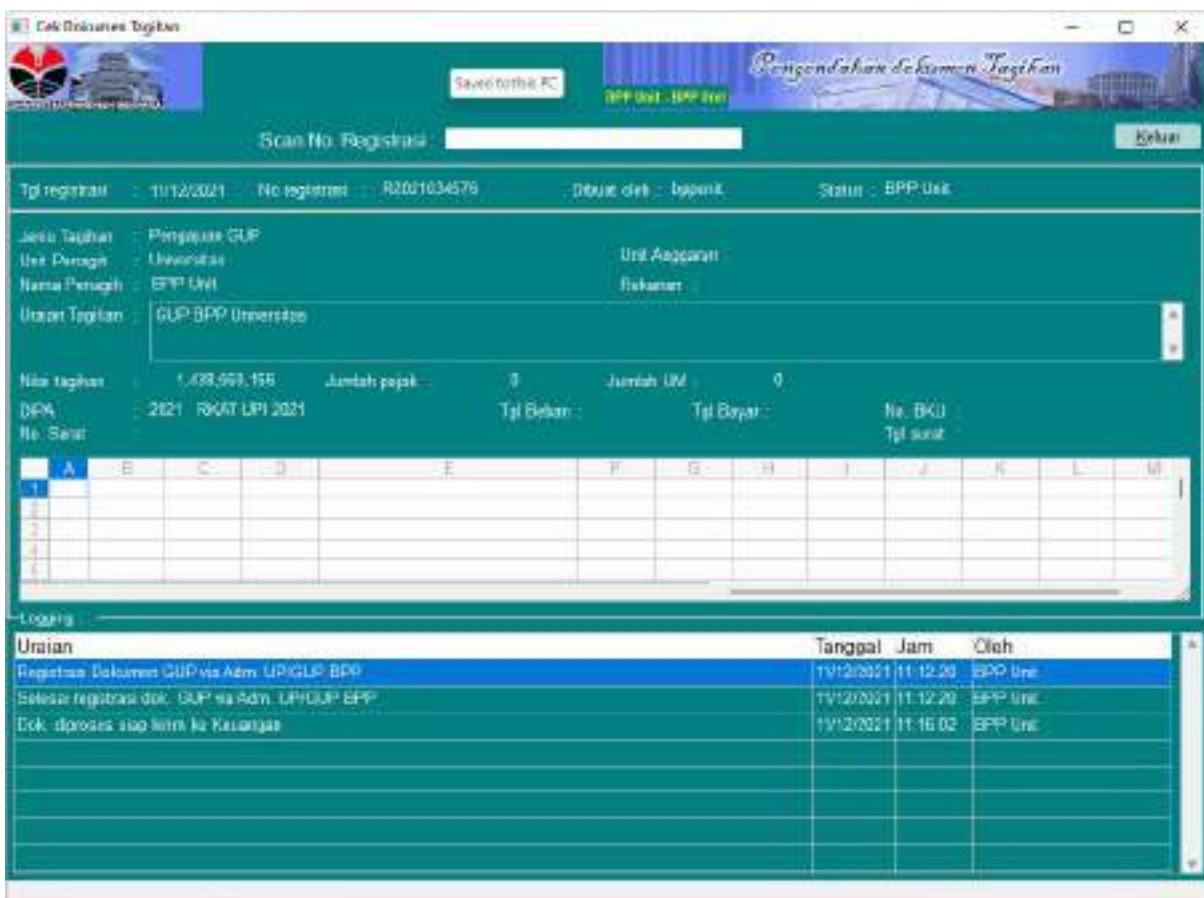 Cek Dokumen Tagihan
Saved to this PC
BPP Unit - BPP Unit
Pengendalian dokumen Tagihan
Scan No. Registrasi
Keluar
Tgl registrasi : 11/12/2021 No registrasi : R2021034576 Dibuat oleh : bppunit Status : BPP Unit
Jenis Tagihan : Pengajuan GUP
Unit Penagih : Universitas Unit Anggaran
Nama Penagih : BPP Unit Rekanan :
Uraian Tagihan : GUP BPP Universitas
Nilai tagihan : Jumlah pajak 0 Jumlah UM : 0
DIPA : 2021 RKAT UPI 2021 Tgl Beban : Tgl Bayar : No. BKU :
No. Surat : Tgl surat
A B C D E F G H I J K L M
1
2
3
4
5
Logging
Uraian Tanggal Jam Oleh
Registrasi Dokumen GUP via Adm. UP/GUP BPP 11/12/2021 11:12:20 BPP Unit
Selesai registrasi dok. GUP via Adm. UP/GUP BPP 11/12/2021 11:12:20 BPP Unit
Dok. diproses siap kirim ke Keuangan 11/12/2021 11:16:02 BPP Unit